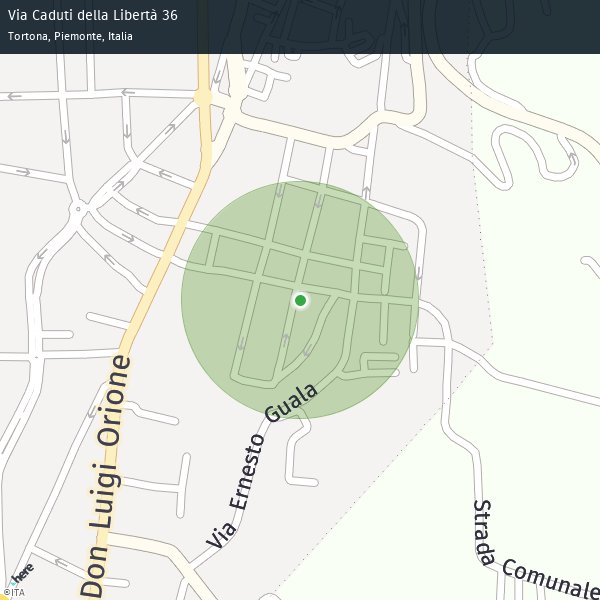 Via Caduti della Libertà 36
Tortona, Piemonte, Italia
Don Luigi Orione
Via Ernesto Guala
Strada Comunale
here
©ITA